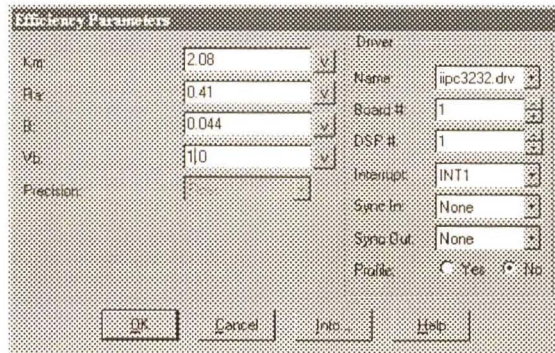 Efficiency Parameters
Km: 2.08 V
Ra: 0.41 V
B: 0.044 V
Vb: 1.0 V
Precision:
Driver
Name: iipc3232.drv
Board #: 1
DSP #: 1
Interrupt: INT1
Sync In: None
Sync Out: None
Profile: Yes No
OK Cancel Info... Help